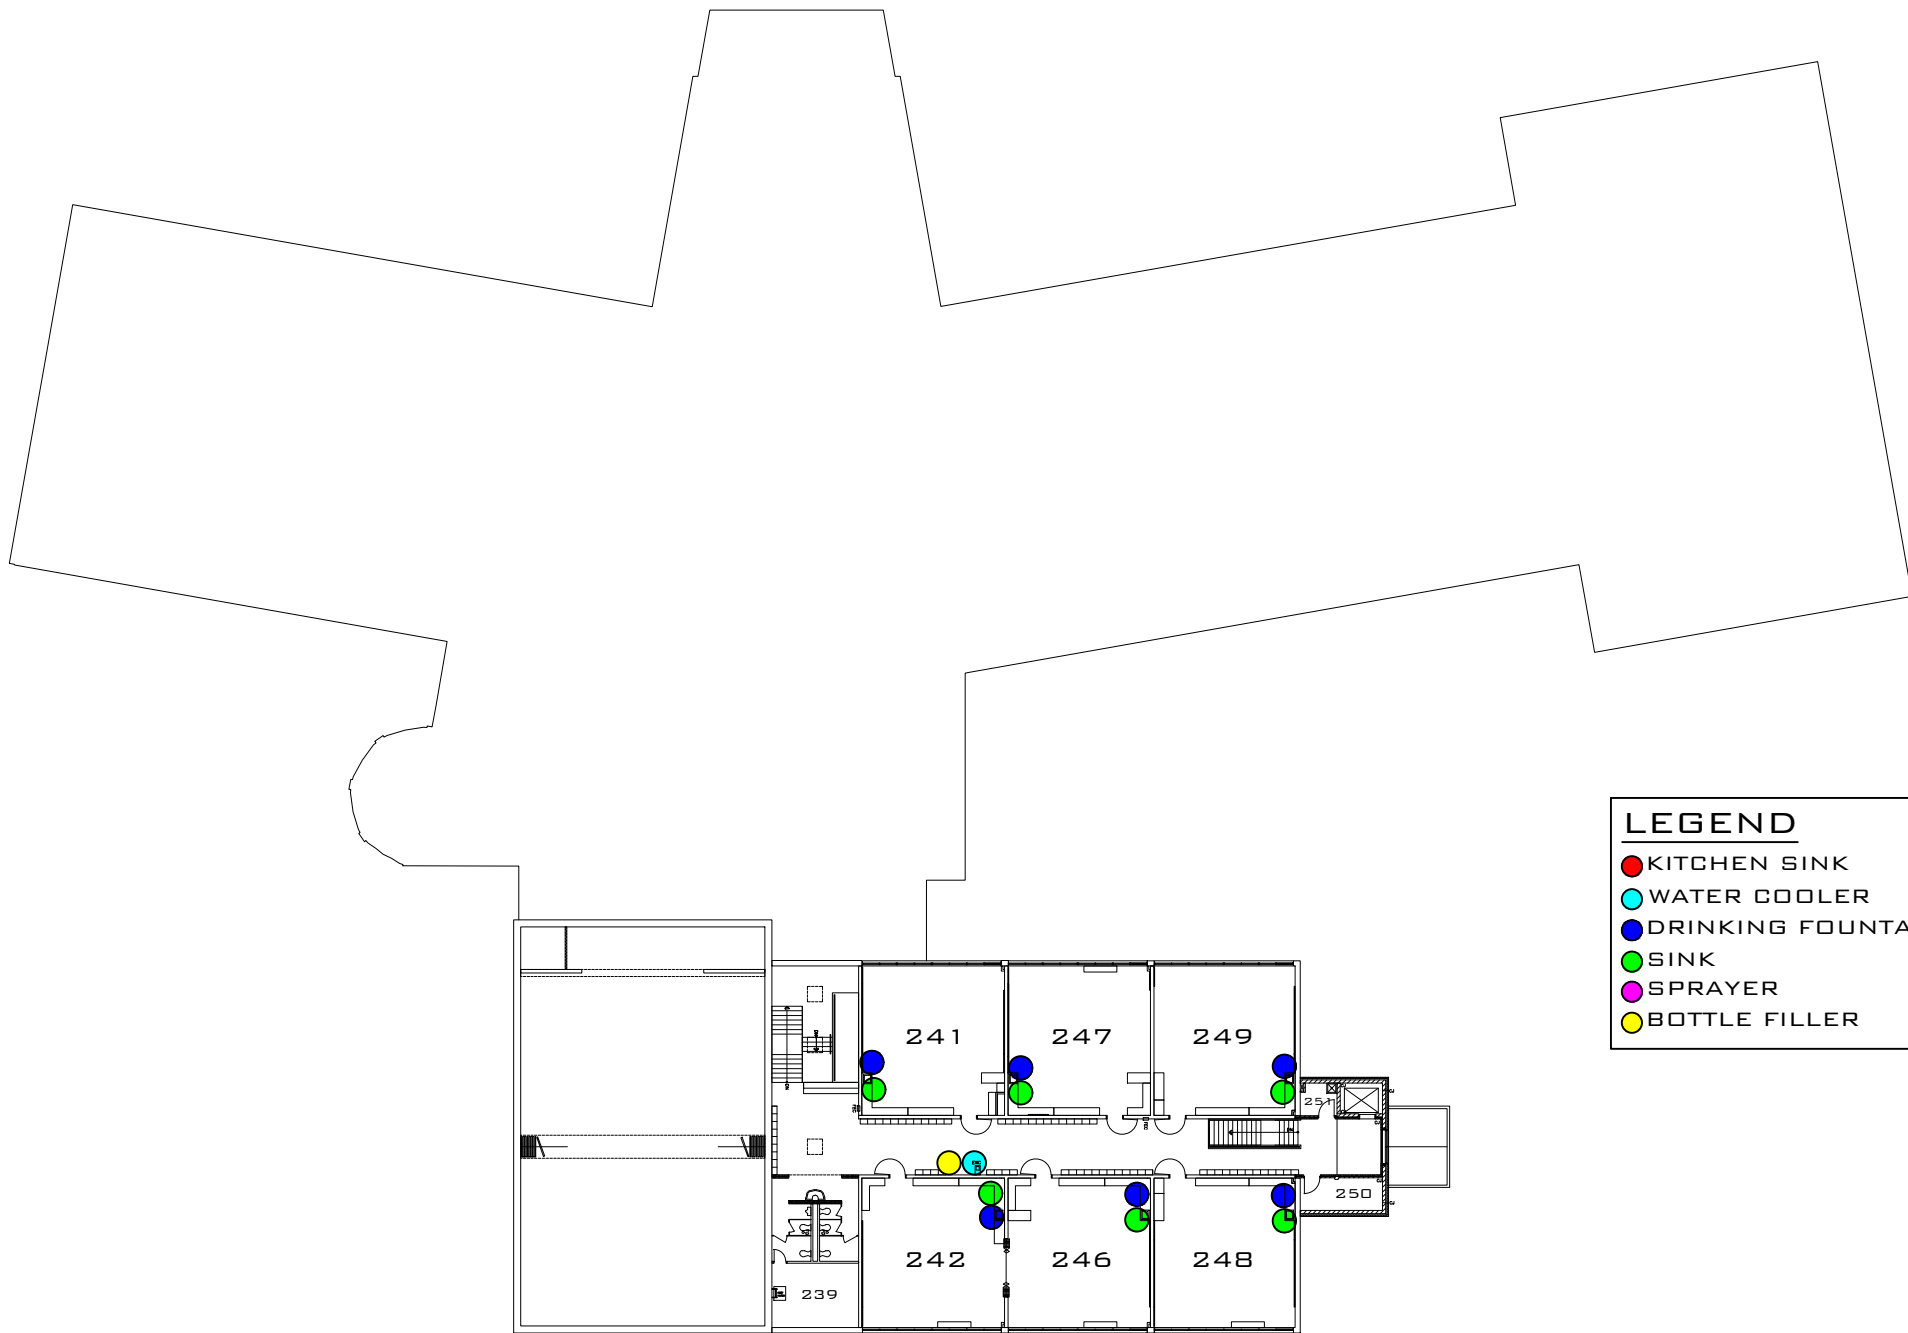 LEGEND
KITCHEN SINK
WATER COOLER
DRINKING FOUNTA
SINK
SPRAYER
BOTTLE FILLER
241
247
249
251
250
242
246
248
239